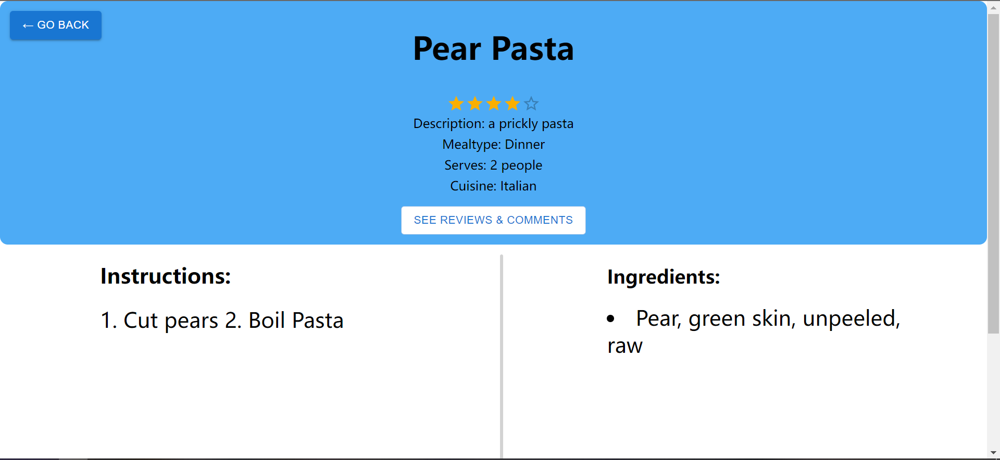 ← GO BACK
Pear Pasta
Description: a prickly pasta
Mealtype: Dinner
Serves: 2 people
Cuisine: Italian
SEE REVIEWS & COMMENTS
Instructions:
1. Cut pears 2. Boil Pasta
Ingredients:
• Pear, green skin, unpeeled,
raw